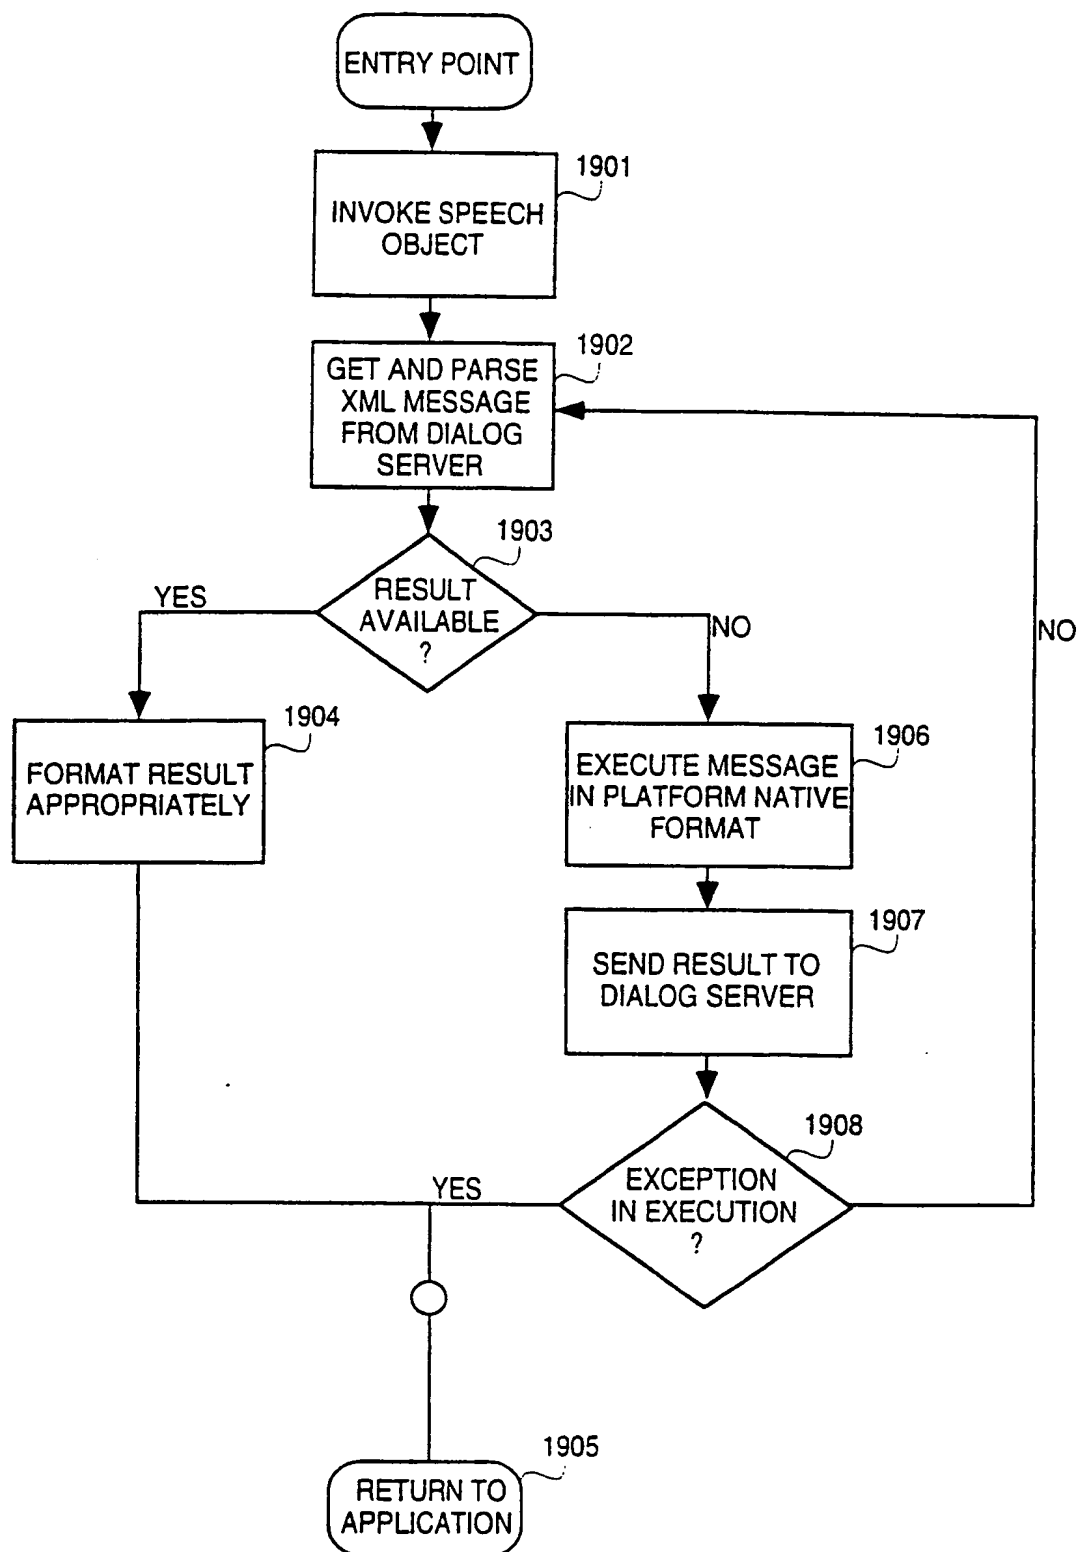 ENTRY POINT
1901
INVOKE SPEECH
OBJECT
1902
GET AND PARSE
XML MESSAGE
FROM DIALOG
SERVER
1903
RESULT
AVAILABLE
?
YES
NO
NO
1904
FORMAT RESULT
APPROPRIATELY
1906
EXECUTE MESSAGE
IN PLATFORM NATIVE
FORMAT
1907
SEND RESULT TO
DIALOG SERVER
1908
EXCEPTION
IN EXECUTION
?
YES
1905
RETURN TO
APPLICATION